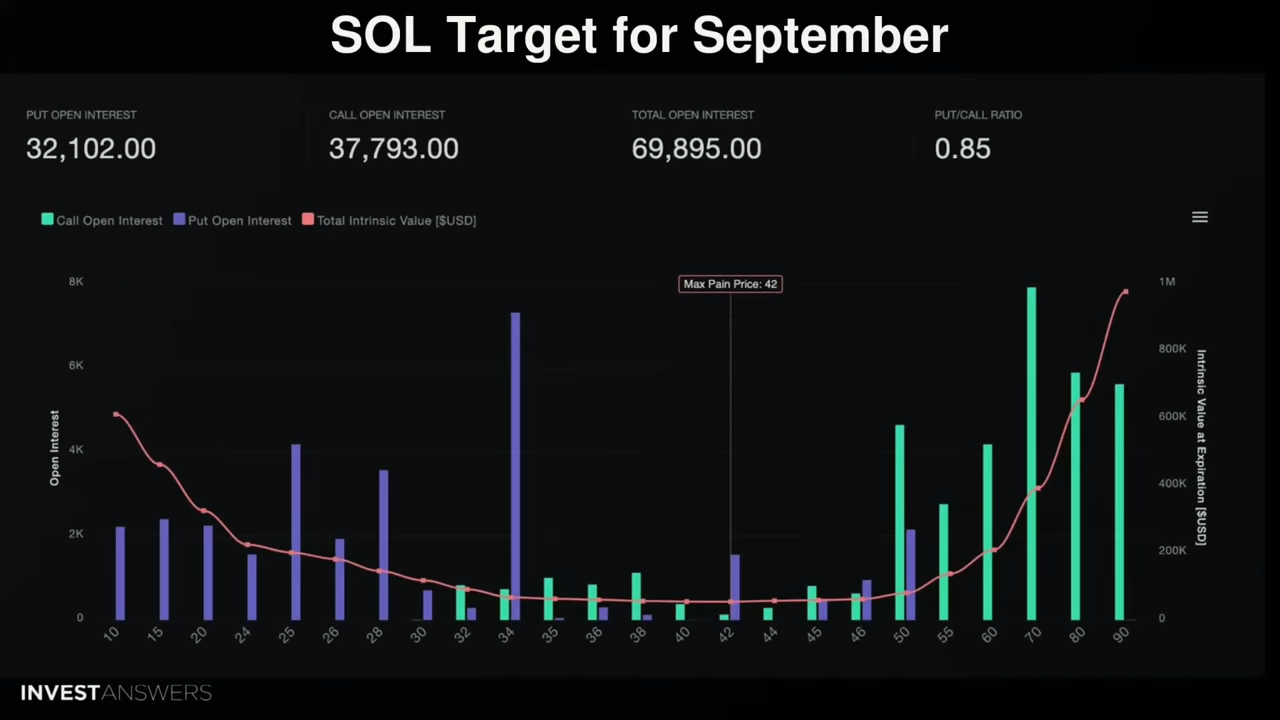 SOL Target for September
PUT OPEN INTEREST
32,102.00
CALL OPEN INTEREST
37,793.00
TOTAL OPEN INTEREST
69,895.00
PUT/CALL RATIO
0.85
Call Open Interest Put Open Interest Total Intrinsic Value [$USD]
Max Pain Price: 42
8K
6K
4K
2K
0
Open Interest
1M
800K
600K
400K
200K
0
Intrinsic Value at Expiration [$USD]
10 15 20 24 25 26 28 30 32 34 35 36 38 40 42 44 45 46 50 55 60 70 80 90
INVESTANSWERS